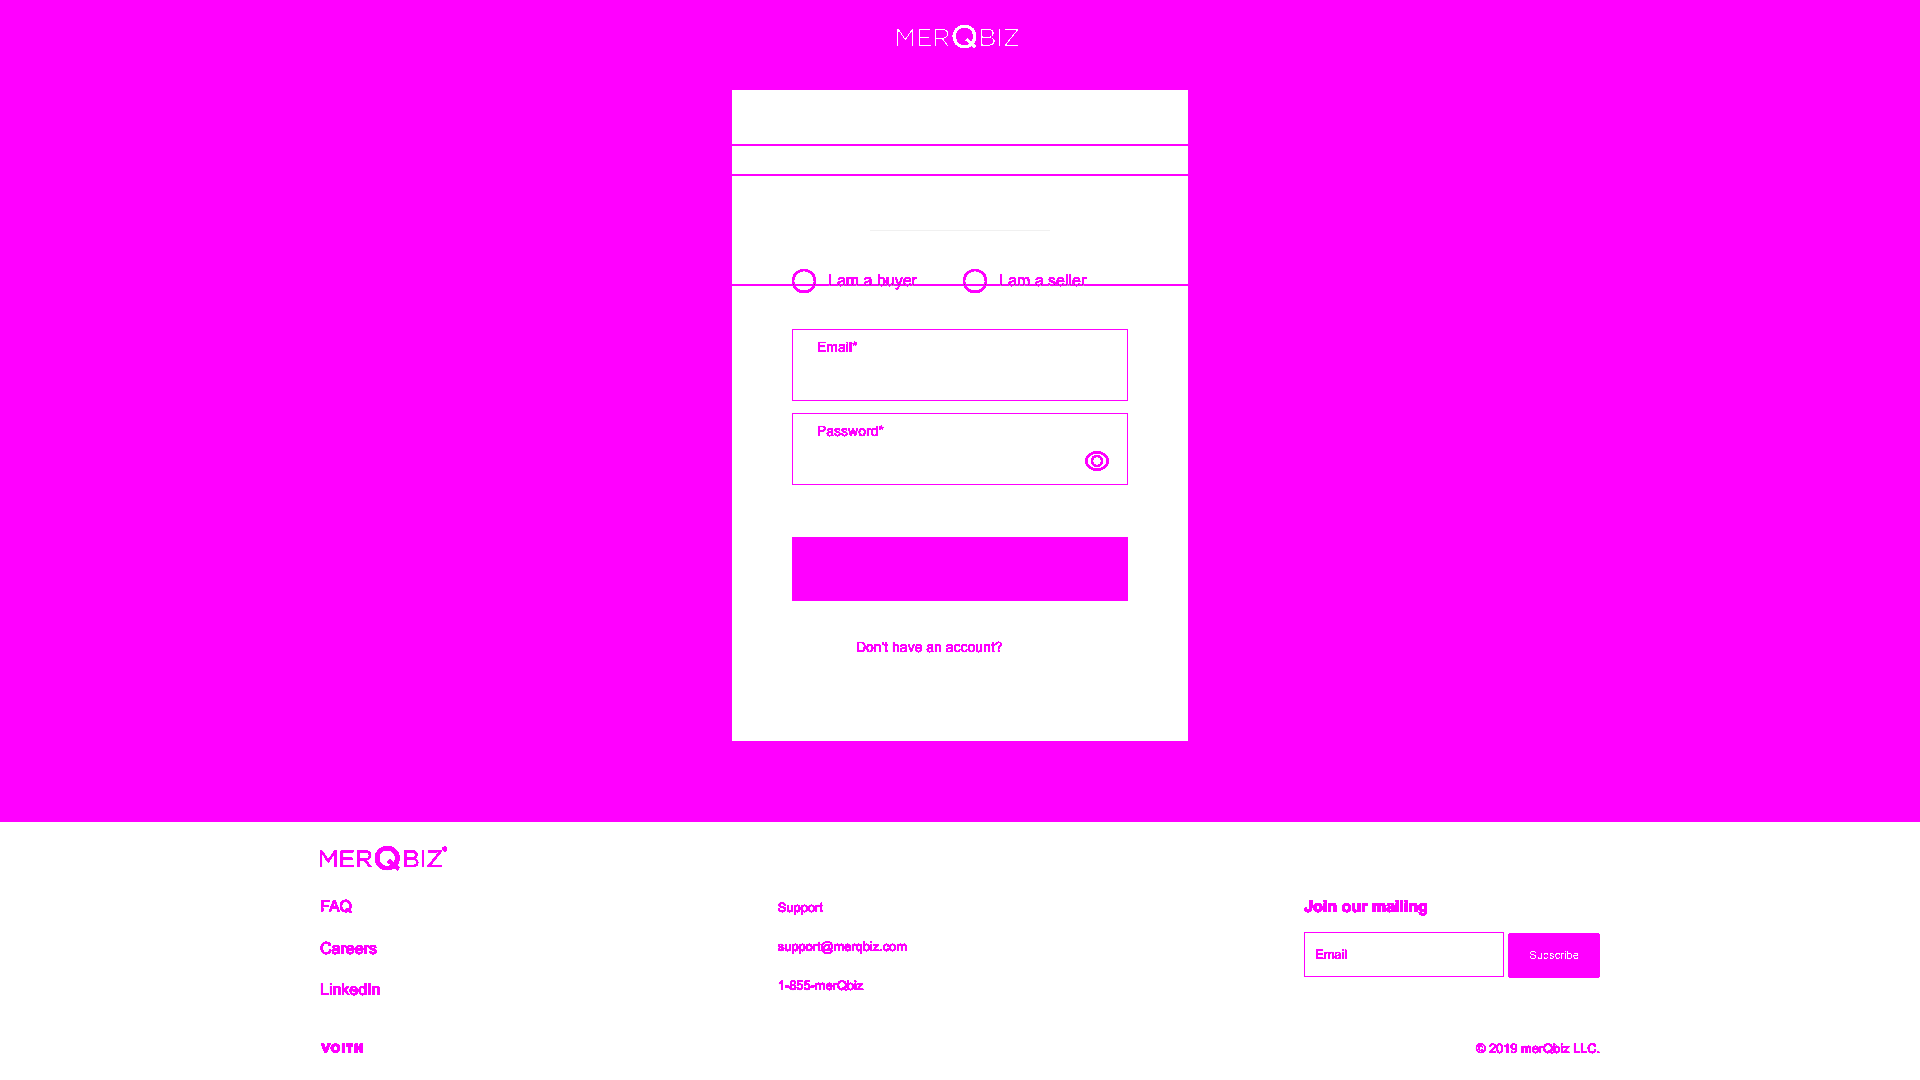 MERQBIZ
I am a buyer
I am a seller
Email*
Password*
Don't have an account?
MERQBIZ
FAQ
Careers
LinkedIn
Support
support@merqbiz.com
1-855-merQbiz
Join our mailing
Email
Subscribe
VOITH
© 2019 merQbiz LLC.